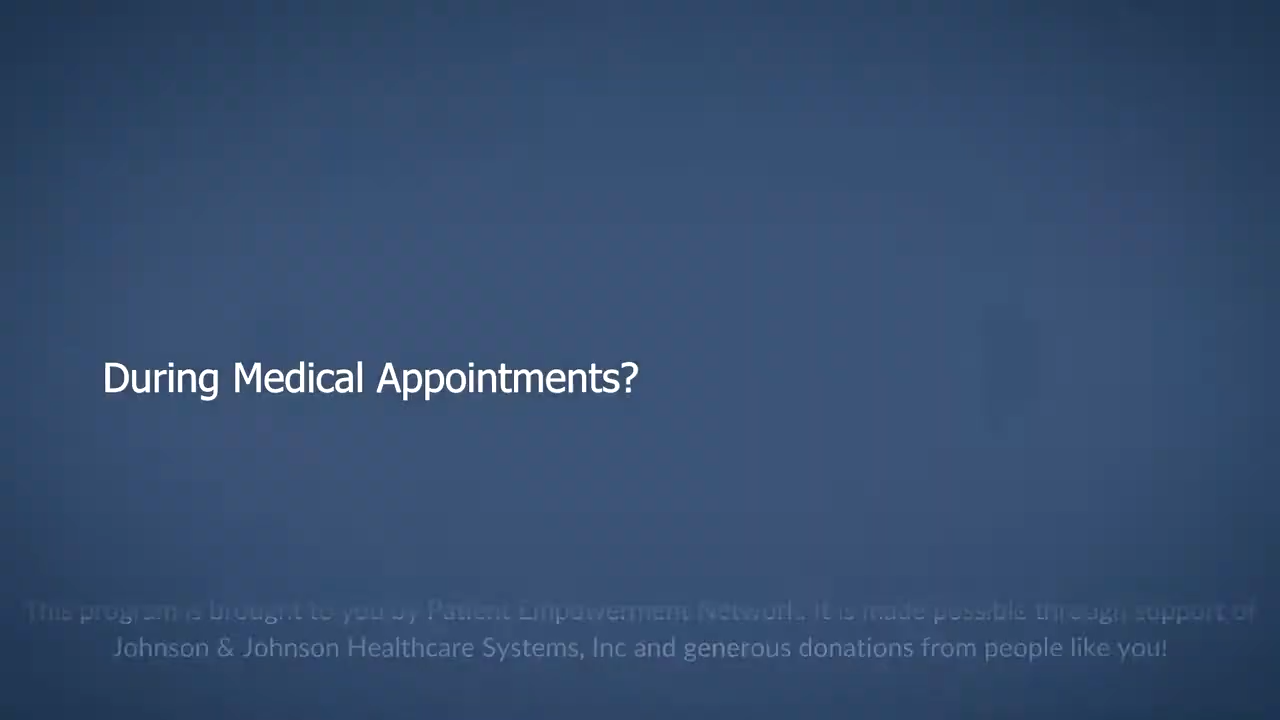 During Medical Appointments?
This program is brought to you by Patient Empowerment Network. It is made possible through support of
Johnson & Johnson Healthcare Systems, Inc and generous donations from people like you!